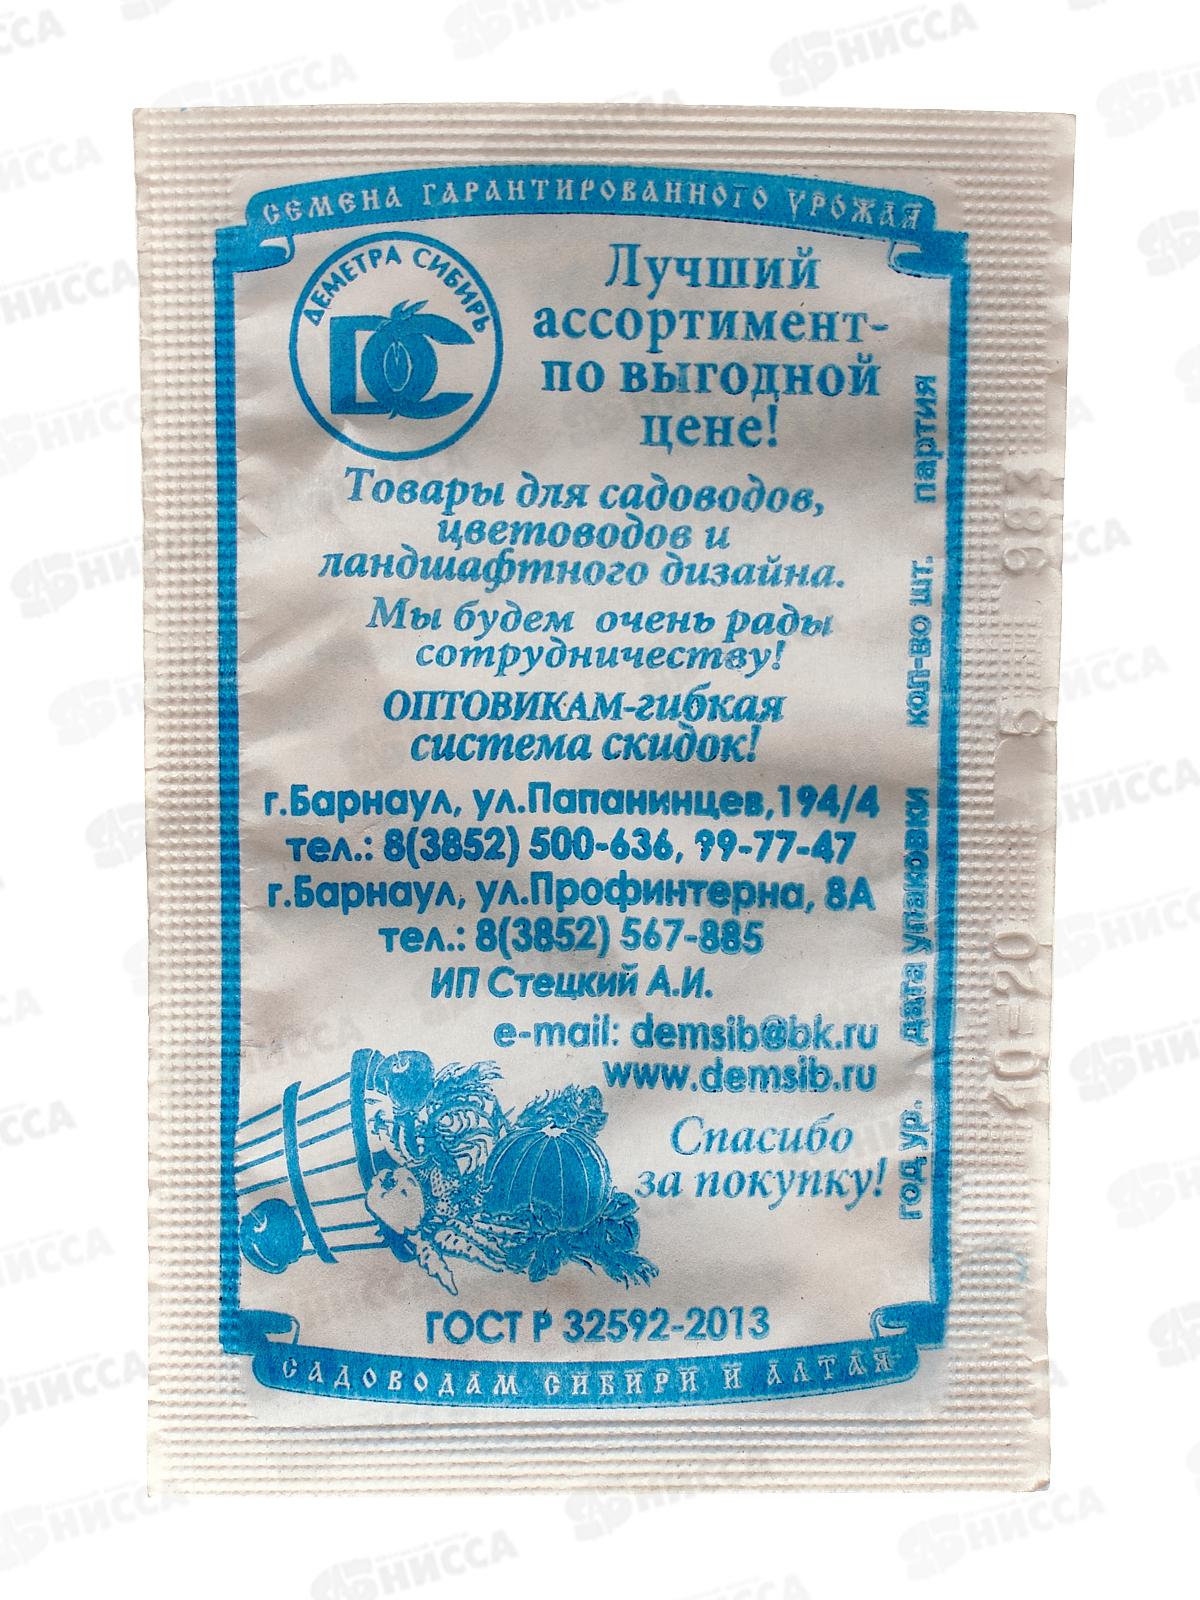 СЕМЕНА ГАРАНТИРОВАННОГО УРОЖАЯ
ДЕМЕТРА СИБИРЬ
DC
Лучший
ассортимент-
по выгодной
цене!
Товары для садоводов,
цветоводов и
ландшафтного дизайна.
Мы будем очень рады
сотрудничеству!
ОПТОВИКАМ-гибкая
система скидок!
г.Барнаул, ул.Папанинцев,194/4
тел.: 8(3852) 500-636, 99-77-47
г.Барнаул, ул.Профинтерна, 8А
тел.: 8(3852) 567-885
ИП Стецкий А.И.
e-mail: demsib@bk.ru
www.demsib.ru
Спасибо
за покупку!
ГОСТ Р 32592-2013
САДОВОДАМ СИБИРИ И АЛТАЯ
год ур. дата упаковки кол-во шт. партия
10=20 5 983
НИССА